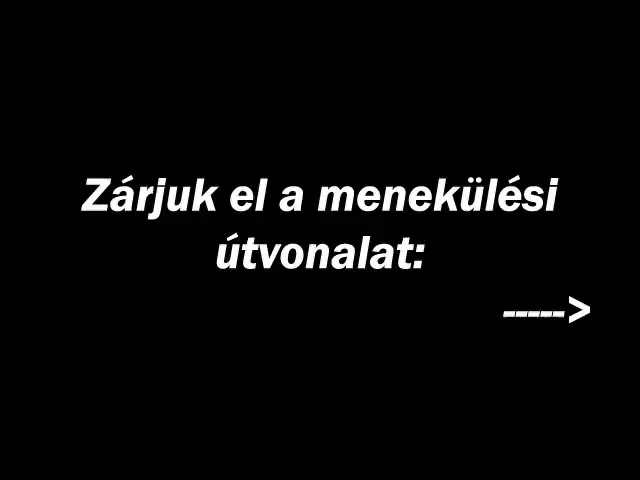 Zárjuk el a menekülési
útvonalat:
----->